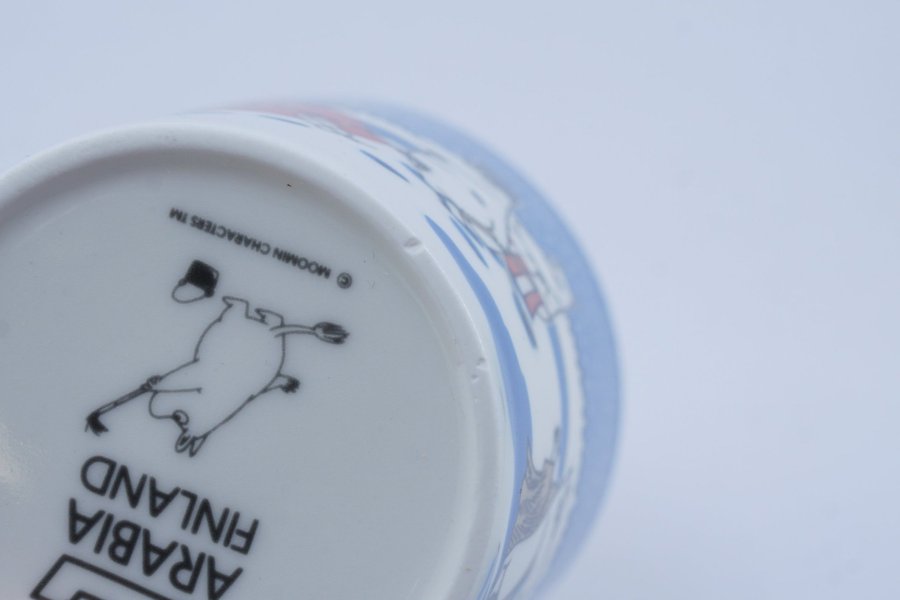 ARABIA
FINLAND
© MOOMIN CHARACTERS TM